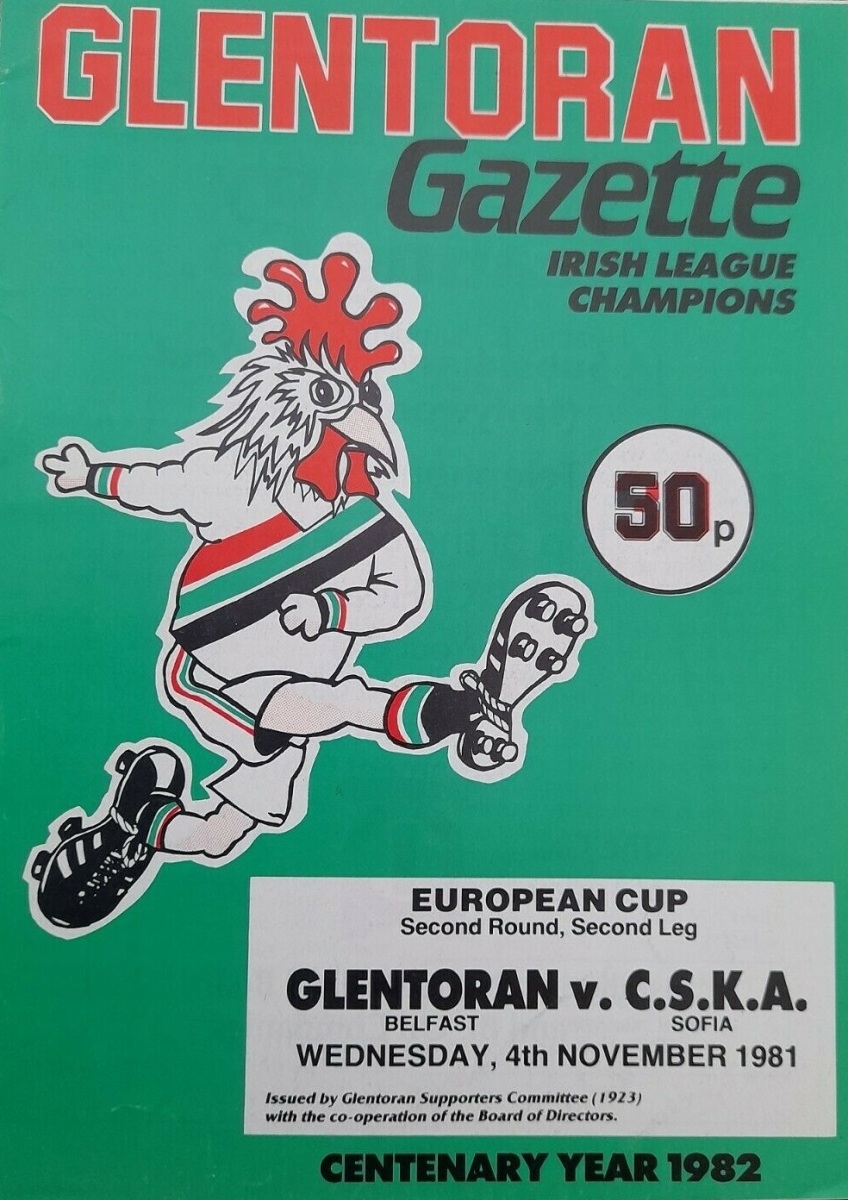 GLENTORAN
Gazette
IRISH LEAGUE
CHAMPIONS
50p
EUROPEAN CUP
Second Round, Second Leg
GLENTORAN v. C.S.K.A.
BELFAST SOFIA
WEDNESDAY, 4th NOVEMBER 1981
Issued by Glentoran Supporters Committee (1923)
with the co-operation of the Board of Directors.
CENTENARY YEAR 1982